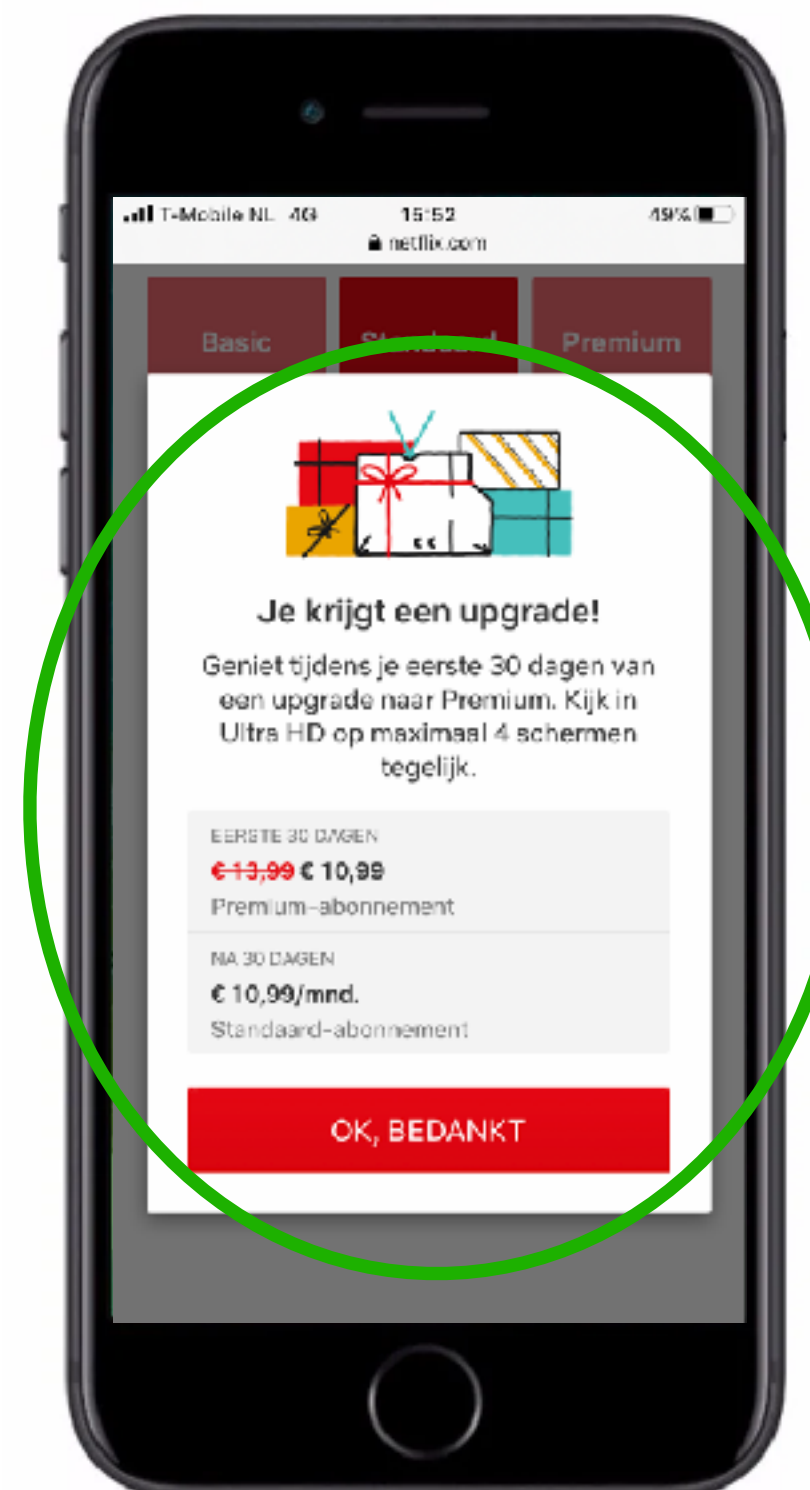 T-Mobile NL 4G 15:52 49%
netflix.com
Basic Standaard Premium
Je krijgt een upgrade!
Geniet tijdens je eerste 30 dagen van
een upgrade naar Premium. Kijk in
Ultra HD op maximaal 4 schermen
tegelijk.
EERSTE 30 DAGEN
€ 13,99 € 10,99
Premium-abonnement
NA 30 DAGEN
€ 10,99/mnd.
Standaard-abonnement
OK, BEDANKT